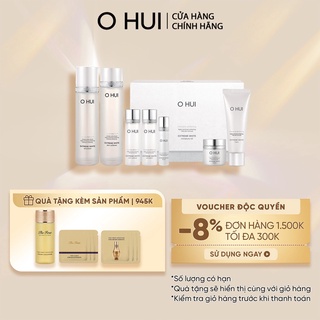 O HUI
CỬA HÀNG
CHÍNH HÃNG
O HUI
QUÀ TẶNG KÈM SẢN PHẨM | 945K
VOUCHER ĐỘC QUYỀN
-8% ĐƠN HÀNG 1.500K
TỐI ĐA 300K
SỬ DỤNG NGAY >
*Số lượng có hạn
*Quà tặng sẽ hiển thị cùng với giỏ hàng
*Kiểm tra giỏ hàng trước khi thanh toán